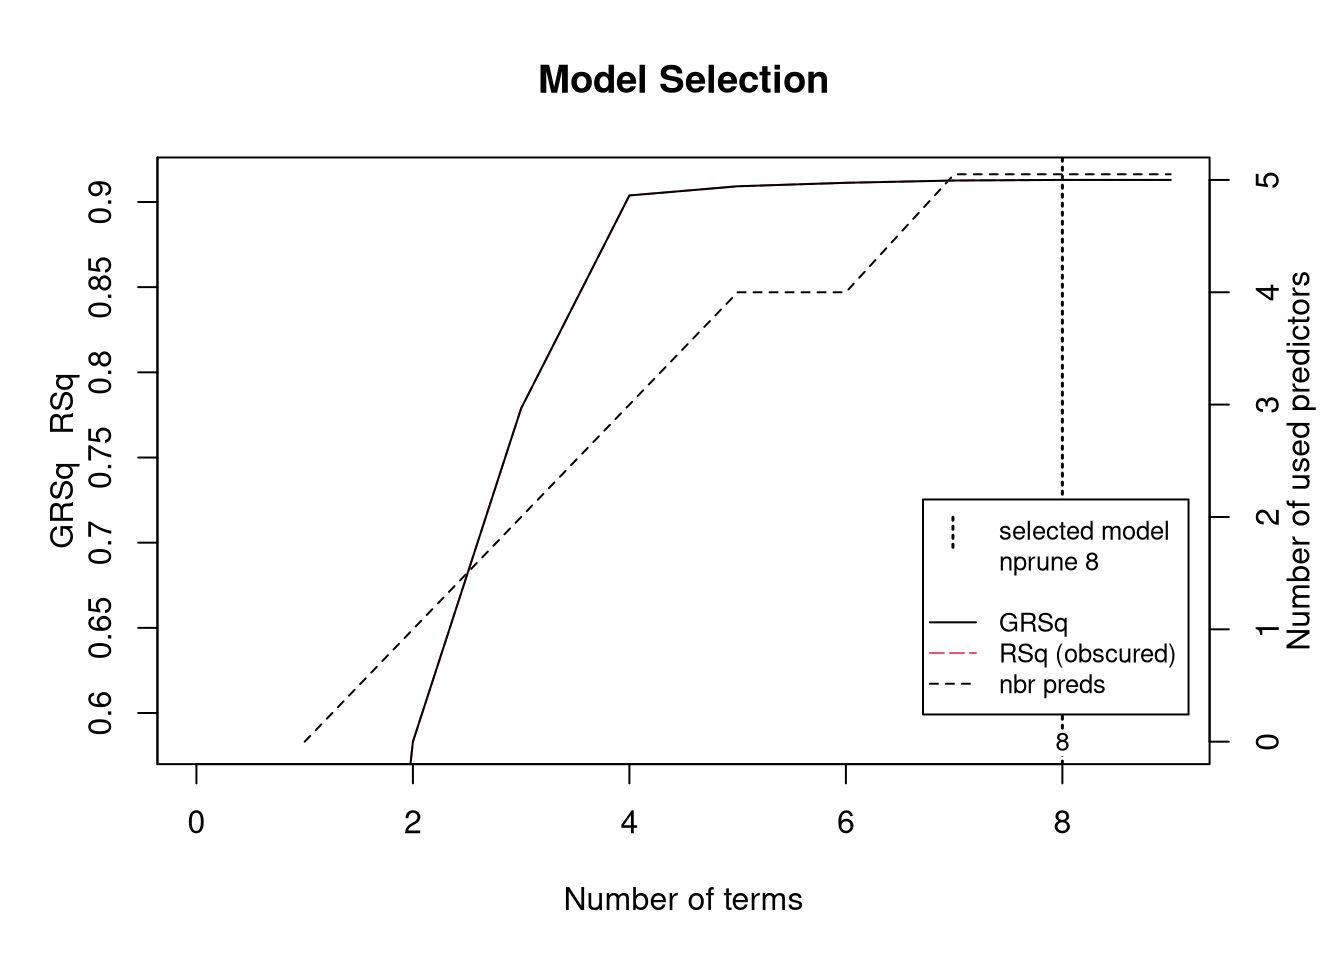 Model Selection
GRSq RSq
0.9
0.85
0.8
0.75
0.7
0.65
0.6
0 2 4 6 8
Number of terms
5
4
3
2
1
0
Number of used predictors
selected model
nprune 8
GRSq
RSq (obscured)
nbr preds
8